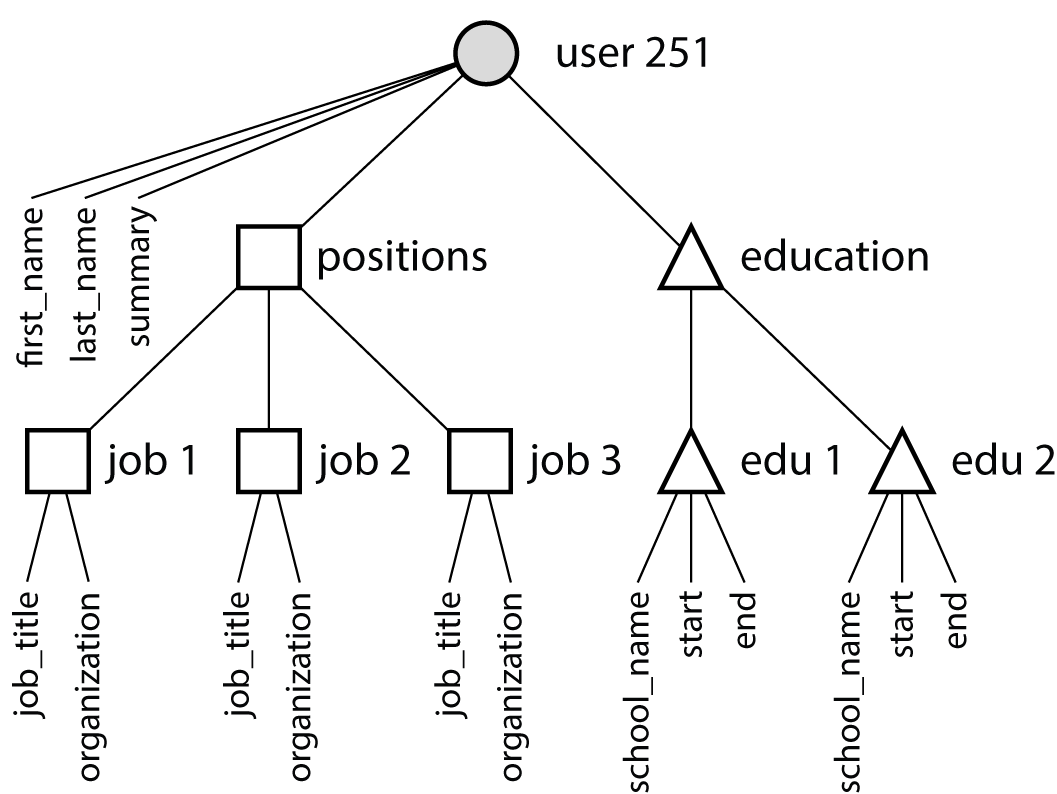 user 251
first_name
last_name
summary
positions
education
job 1
job 2
job 3
edu 1
edu 2
job_title
organization
job_title
organization
job_title
organization
school_name
start
end
school_name
start
end